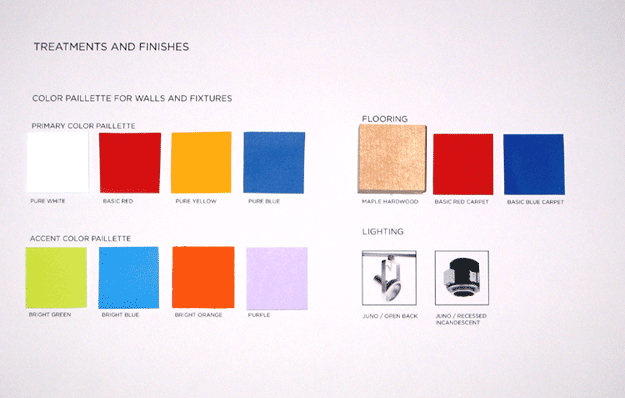 TREATMENTS AND FINISHES
COLOR PAILLETTE FOR WALLS AND FIXTURES
PRIMARY COLOR PAILLETTE
PURE WHITE
BASIC RED
PURE YELLOW
PURE BLUE
ACCENT COLOR PAILLETTE
BRIGHT GREEN
BRIGHT BLUE
BRIGHT ORANGE
PURPLE
FLOORING
MAPLE HARDWOOD
BASIC RED CARPET
BASIC BLUE CARPET
LIGHTING
JUNO / OPEN BACK
JUNO / RECESSED
INCANDESCENT